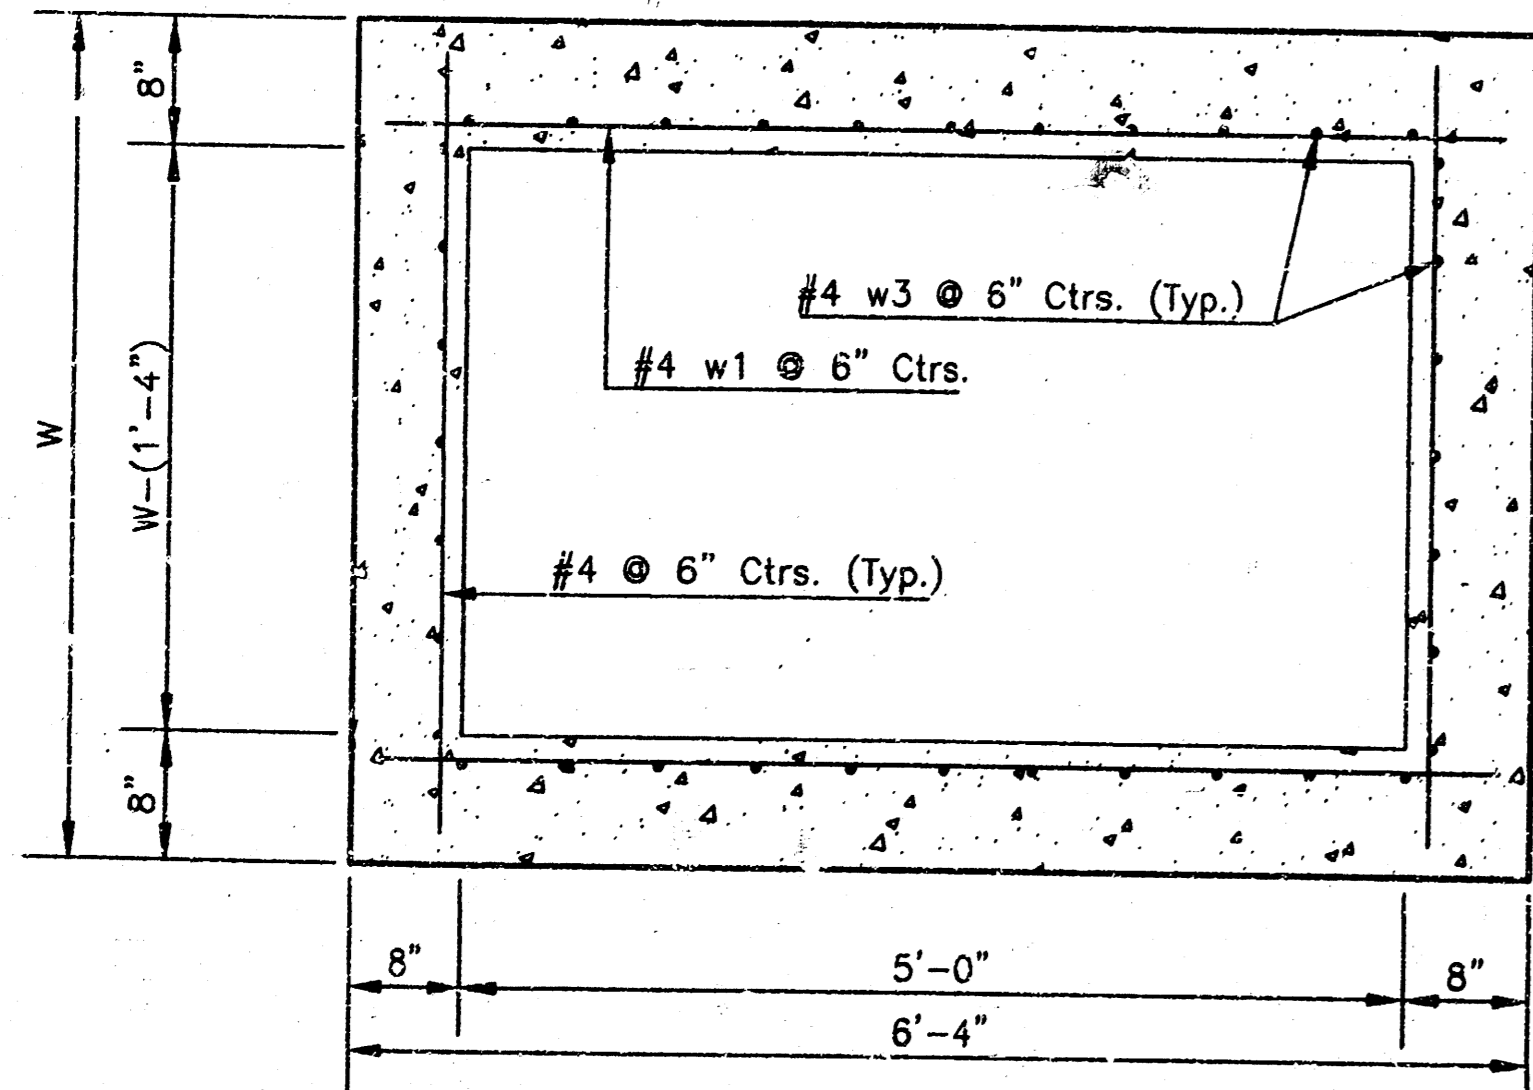 8"
W
W-(1'-4")
8"
#4 w3 @ 6" Ctrs. (Typ.)
#4 w1 @ 6" Ctrs.
#4 @ 6" Ctrs. (Typ.)
8"
5'-0"
8"
6'-4"